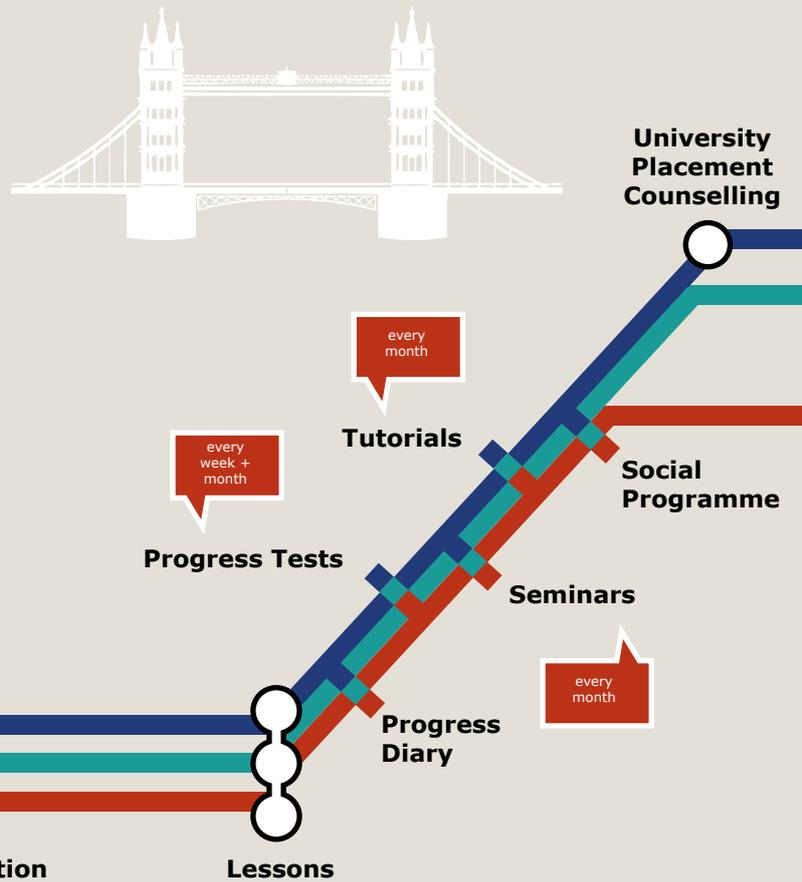 University
Placement
Counselling
every
month
Tutorials
every
week +
month
Social
Programme
Progress Tests
Seminars
every
month
Progress
Diary
tion
Lessons